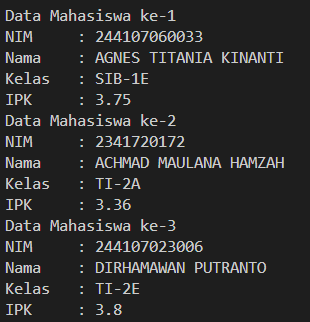 Data Mahasiswa ke-1
NIM     : 244107060033
Nama    : AGNES TITANIA KINANTI
Kelas   : SIB-1E
IPK     : 3.75
Data Mahasiswa ke-2
NIM     : 2341720172
Nama    : ACHMAD MAULANA HAMZAH
Kelas   : TI-2A
IPK     : 3.36
Data Mahasiswa ke-3
NIM     : 244107023006
Nama    : DIRHAMAWAN PUTRANTO
Kelas   : TI-2E
IPK     : 3.8